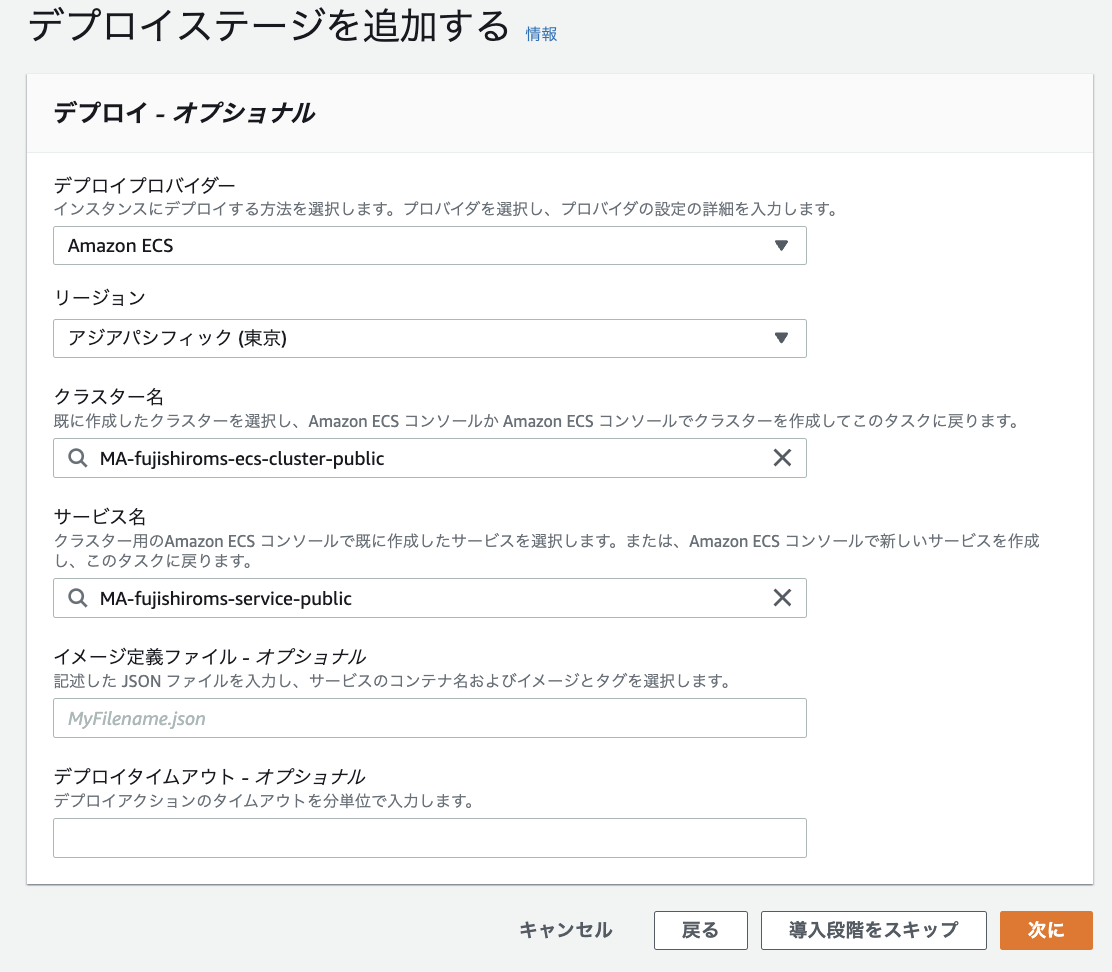 デプロイステージを追加する 情報
デプロイ - オプショナル
デプロイプロバイダー
インスタンスにデプロイする方法を選択します。プロバイダを選択し、プロバイダの設定の詳細を入力します。
Amazon ECS
リージョン
アジアパシフィック (東京)
クラスター名
既に作成したクラスターを選択し、Amazon ECS コンソールか Amazon ECS コンソールでクラスターを作成してこのタスクに戻ります。
MA-fujishiroms-ecs-cluster-public
サービス名
クラスター用のAmazon ECS コンソールで既に作成したサービスを選択します。または、Amazon ECS コンソールで新しいサービスを作成
し、このタスクに戻ります。
MA-fujishiroms-service-public
イメージ定義ファイル - オプショナル
記述した JSON ファイルを入力し、サービスのコンテナ名およびイメージとタグを選択します。
MyFilename.json
デプロイタイムアウト - オプショナル
デプロイアクションのタイムアウトを分単位で入力します。
キャンセル 戻る 導入段階をスキップ 次に